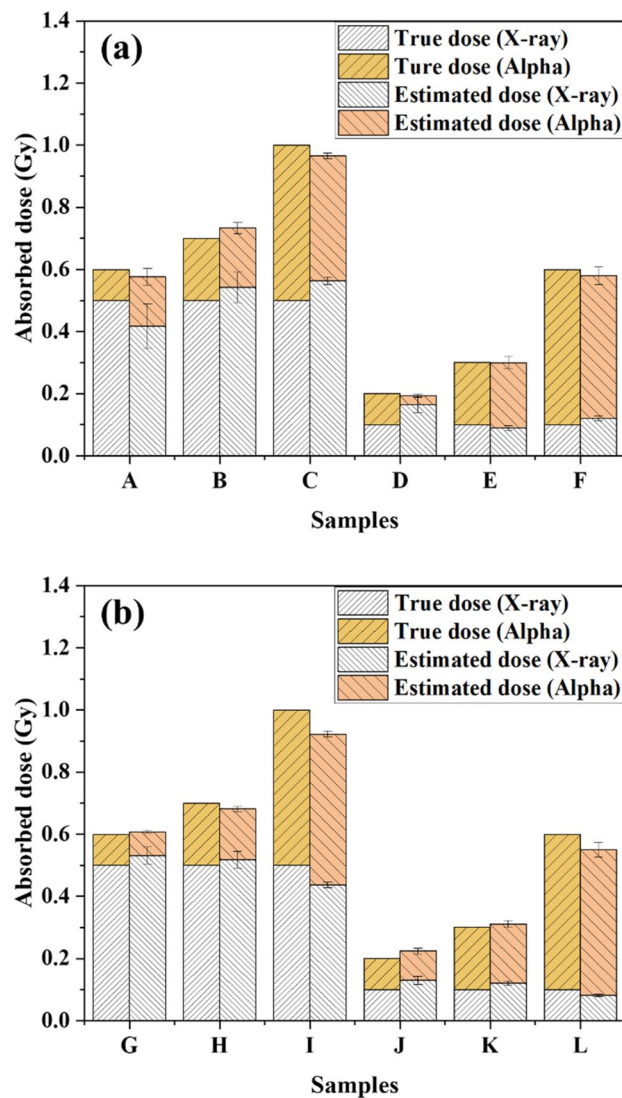 (a)
True dose (X-ray)
Ture dose (Alpha)
Estimated dose (X-ray)
Estimated dose (Alpha)
Absorbed dose (Gy)
1.4
1.2
1.0
0.8
0.6
0.4
0.2
0.0
A B C D E F
Samples
(b)
True dose (X-ray)
True dose (Alpha)
Estimated dose (X-ray)
Estimated dose (Alpha)
Absorbed dose (Gy)
1.4
1.2
1.0
0.8
0.6
0.4
0.2
0.0
G H I J K L
Samples